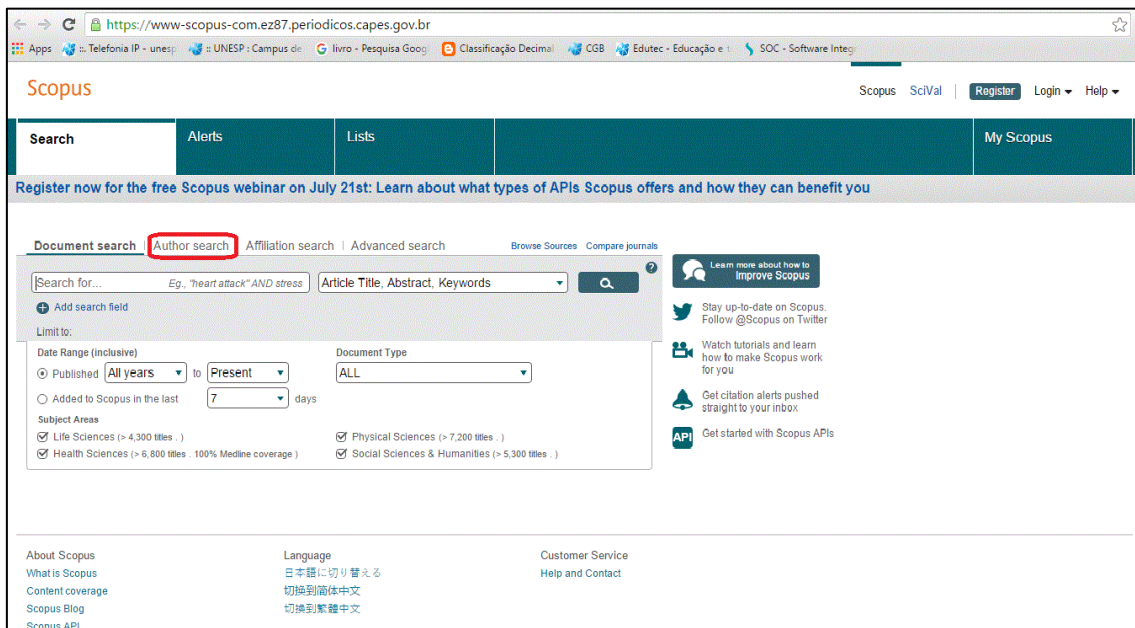 https://www-scopus-com.ez87.periodicos.capes.gov.br
Apps :: Telefonia IP - unesp :: UNESP : Campus de livro - Pesquisa Goog Classificação Decimal CGB Edutec - Educação e t SOC - Software Integr
Scopus
Scopus SciVal | Register Login Help
Search Alerts Lists My Scopus
Register now for the free Scopus webinar on July 21st: Learn about what types of APIs Scopus offers and how they can benefit you
Document search | Author search Affiliation search | Advanced search Browse Sources Compare journals
Search for... Eg., "heart attack" AND stress Article Title, Abstract, Keywords ?
Add search field
Limit to:
Date Range (inclusive) Document Type
Published All years to Present ALL
Added to Scopus in the last 7 days
Subject Areas
Life Sciences (> 4,300 titles . ) Physical Sciences (> 7,200 titles . )
Health Sciences (> 6,800 titles . 100% Medline coverage ) Social Sciences & Humanities (> 5,300 titles . )
Learn more about how to
Improve Scopus
Stay up-to-date on Scopus.
Follow @Scopus on Twitter
Watch tutorials and learn
how to make Scopus work
for you
Get citation alerts pushed
straight to your inbox
API Get started with Scopus APIs
About Scopus Language Customer Service
What is Scopus 日本語に切り替える Help and Contact
Content coverage 切换到简体中文
Scopus Blog 切換到繁體中文
Scopus API